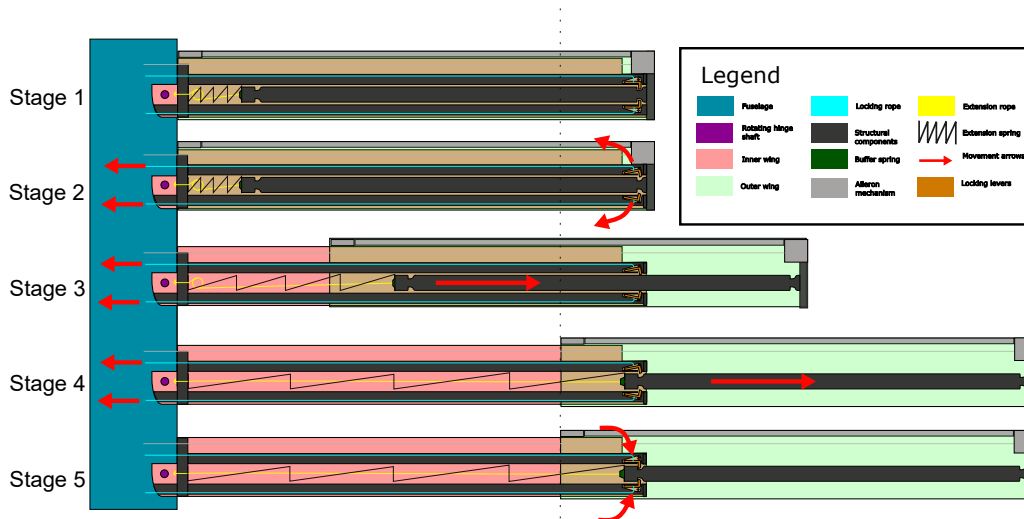 Stage 1
Stage 2
Stage 3
Stage 4
Stage 5
Legend
Fuselage
Locking rope
Extension rope
Rotating hinge
shaft
Structural
components
Extension spring
Inner wing
Buffer spring
Movement arrows
Outer wing
Aileron
mechanism
Locking levers